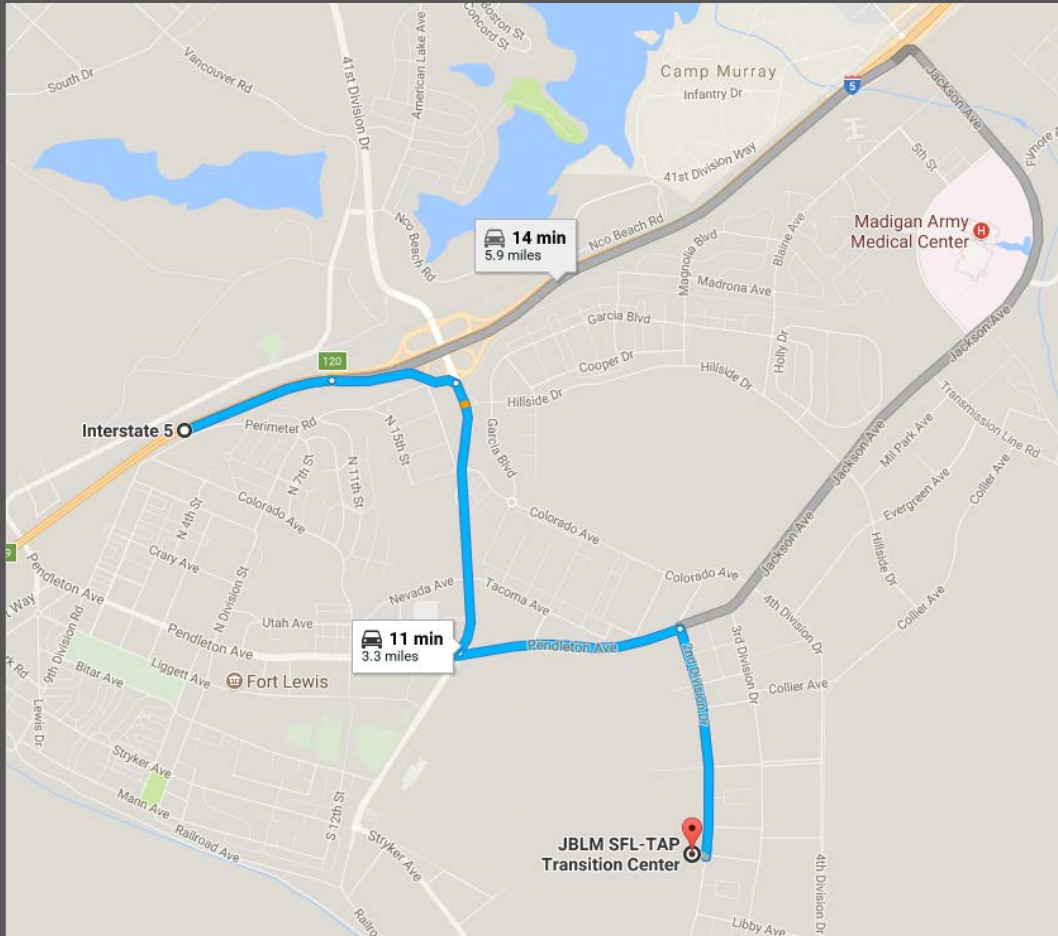 Boston St
Concord St
South Dr
Vancouver Rd
41st Division Dr
American Lake Ave
Camp Murray
Infantry Dr
5
Jackson Ave
5th St
41st Division Way
Nco Beach Rd
Nco Beach Rd
14 min
5.9 miles
Magnolia Blvd
Blaine Ave
Madigan Army
Medical Center
H
Madrona Ave
Garcia Blvd
Cooper Dr
Holly Dr
Hillside Dr
Hillside Dr
Jackson Ave
120
Interstate 5
Perimeter Rd
N 15th St
N 11th St
N 7th St
Garcia Blvd
Transmission Line Rd
Mil Park Ave
Jackson Ave
Evergreen Ave
Collier Ave
N 4th St
Colorado Ave
Colorado Ave
Hillside Dr
9
Crary Ave
Pendleton Ave
N Division St
Nevada Ave
Tacoma Ave
Colorado Ave
Jackson Ave
4th Division Dr
Collier Ave
9th Division Rd
Pendleton Ave
Utah Ave
11 min
3.3 miles
Pendleton Ave
2nd Division Dr
3rd Division Dr
Collier Ave
Bitar Ave
Liggett Ave
Fort Lewis
Lewis Dr
Stryker Ave
Mann Ave
Railroad Ave
S 12th St
Stryker Ave
JBLM SFL-TAP
Transition Center
4th Division Dr
Libby Ave